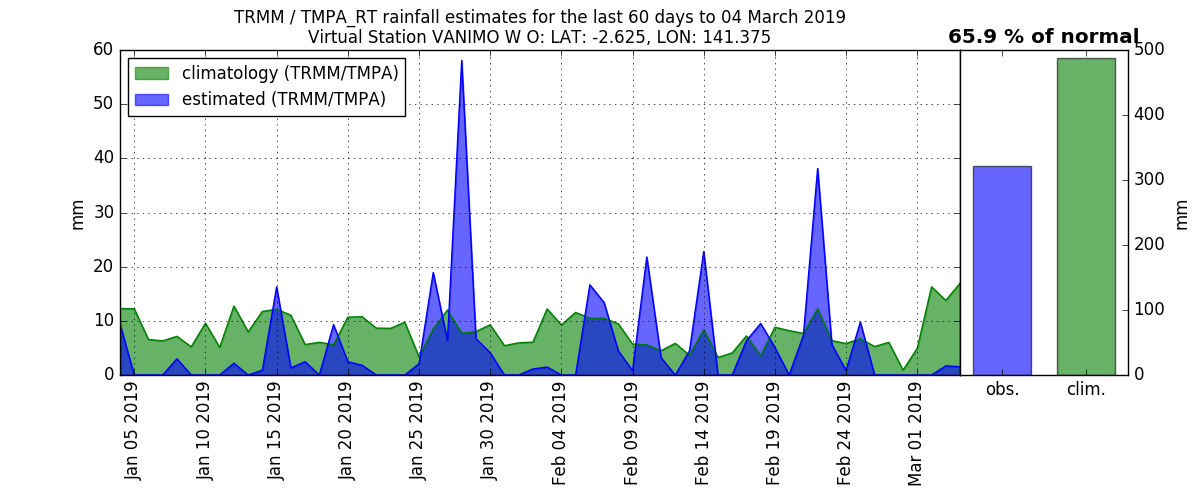 TRMM / TMPA_RT rainfall estimates for the last 60 days to 04 March 2019
Virtual Station VANIMO W O: LAT: -2.625, LON: 141.375
65.9 % of normal
climatology (TRMM/TMPA)
estimated (TRMM/TMPA)
60
50
40
30
20
10
0
mm
Jan 05 2019
Jan 10 2019
Jan 15 2019
Jan 20 2019
Jan 25 2019
Jan 30 2019
Feb 04 2019
Feb 09 2019
Feb 14 2019
Feb 19 2019
Feb 24 2019
Mar 01 2019
obs.
clim.
500
400
300
200
100
0
mm